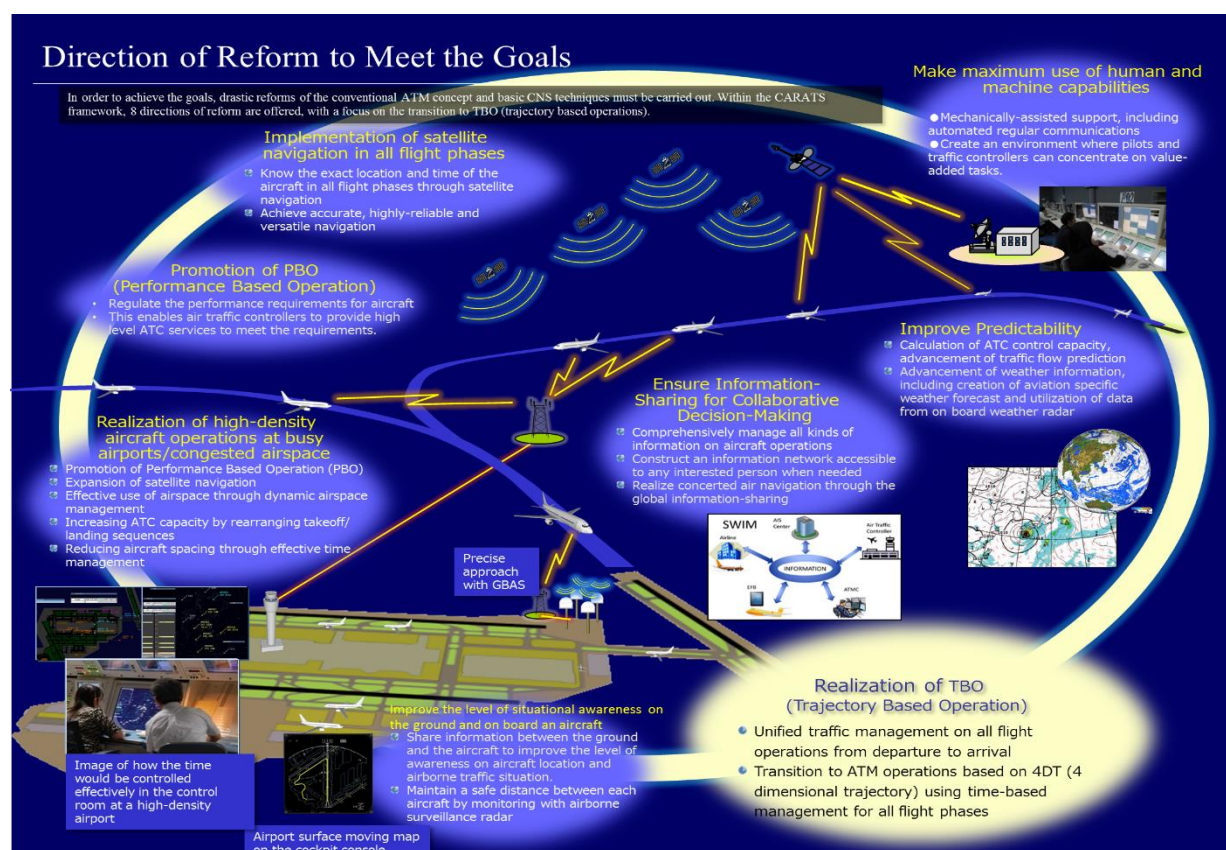 Direction of Reform to Meet the Goals
In order to achieve the goals, drastic reforms of the conventional ATM concept and basic CNS techniques must be carried out. Within the CARATS
framework, 8 directions of reform are offered, with a focus on the transition to TBO (trajectory based operations).
Make maximum use of human and
machine capabilities
●Mechanically-assisted support, including
automated regular communications
●Create an environment where pilots and
traffic controllers can concentrate on value-
added tasks.
Implementation of satellite
navigation in all flight phases
Know the exact location and time of the
aircraft in all flight phases through satellite
navigation
Achieve accurate, highly-reliable and
versatile navigation
Promotion of PBO
(Performance Based Operation)
• Regulate the performance requirements for aircraft
• This enables air traffic controllers to provide high
level ATC services to meet the requirements.
Improve Predictability
Calculation of ATC control capacity,
advancement of traffic flow prediction
Advancement of weather information,
including creation of aviation specific
weather forecast and utilization of data
from on board weather radar
Ensure Information-
Sharing for Collaborative
Decision-Making
Comprehensively manage all kinds of
information on aircraft operations
Construct an information network accessible
to any interested person when needed
Realize concerted air navigation through the
global information-sharing
Realization of high-density
aircraft operations at busy
airports/congested airspace
Promotion of Performance Based Operation (PBO)
Expansion of satellite navigation
Effective use of airspace through dynamic airspace
management
Increasing ATC capacity by rearranging takeoff/
landing sequences
Reducing aircraft spacing through effective time
management
Precise
approach
with GBAS
SWIM
AIS
Center
Air Traffic
Controller
Airline
INFORMATION
EFB
ATMC
Realization of TBO
(Trajectory Based Operation)
Unified traffic management on all flight
operations from departure to arrival
Transition to ATM operations based on 4DT (4
dimensional trajectory) using time-based
management for all flight phases
Improve the level of situational awareness on
the ground and on board an aircraft
Share information between the ground
and the aircraft to improve the level of
awareness on aircraft location and
airborne traffic situation.
Maintain a safe distance between each
aircraft by monitoring with airborne
surveillance radar
Image of how the time
would be controlled
effectively in the control
room at a high-density
airport
Airport surface moving map
on the cockpit console